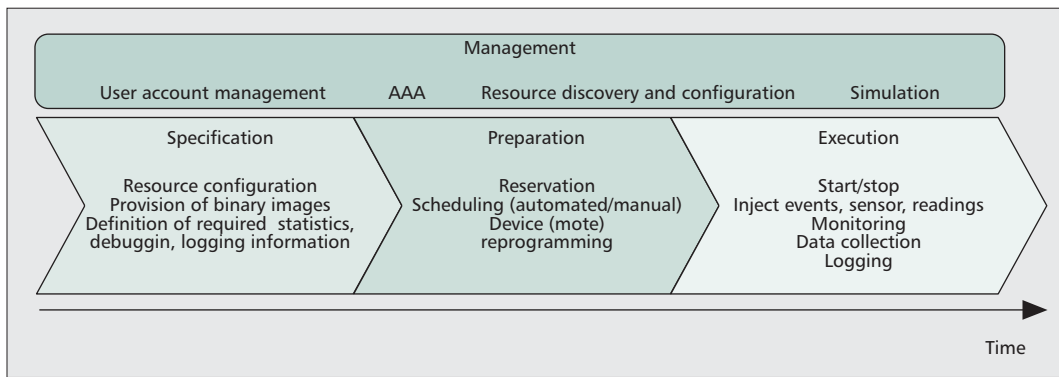 Management
User account management AAA Resource discovery and configuration Simulation
Specification
Resource configuration
Provision of binary images
Definition of required statistics,
debuggin, logging information
Preparation
Reservation
Scheduling (automated/manual)
Device (mote)
reprogramming
Execution
Start/stop
Inject events, sensor, readings
Monitoring
Data collection
Logging
Time